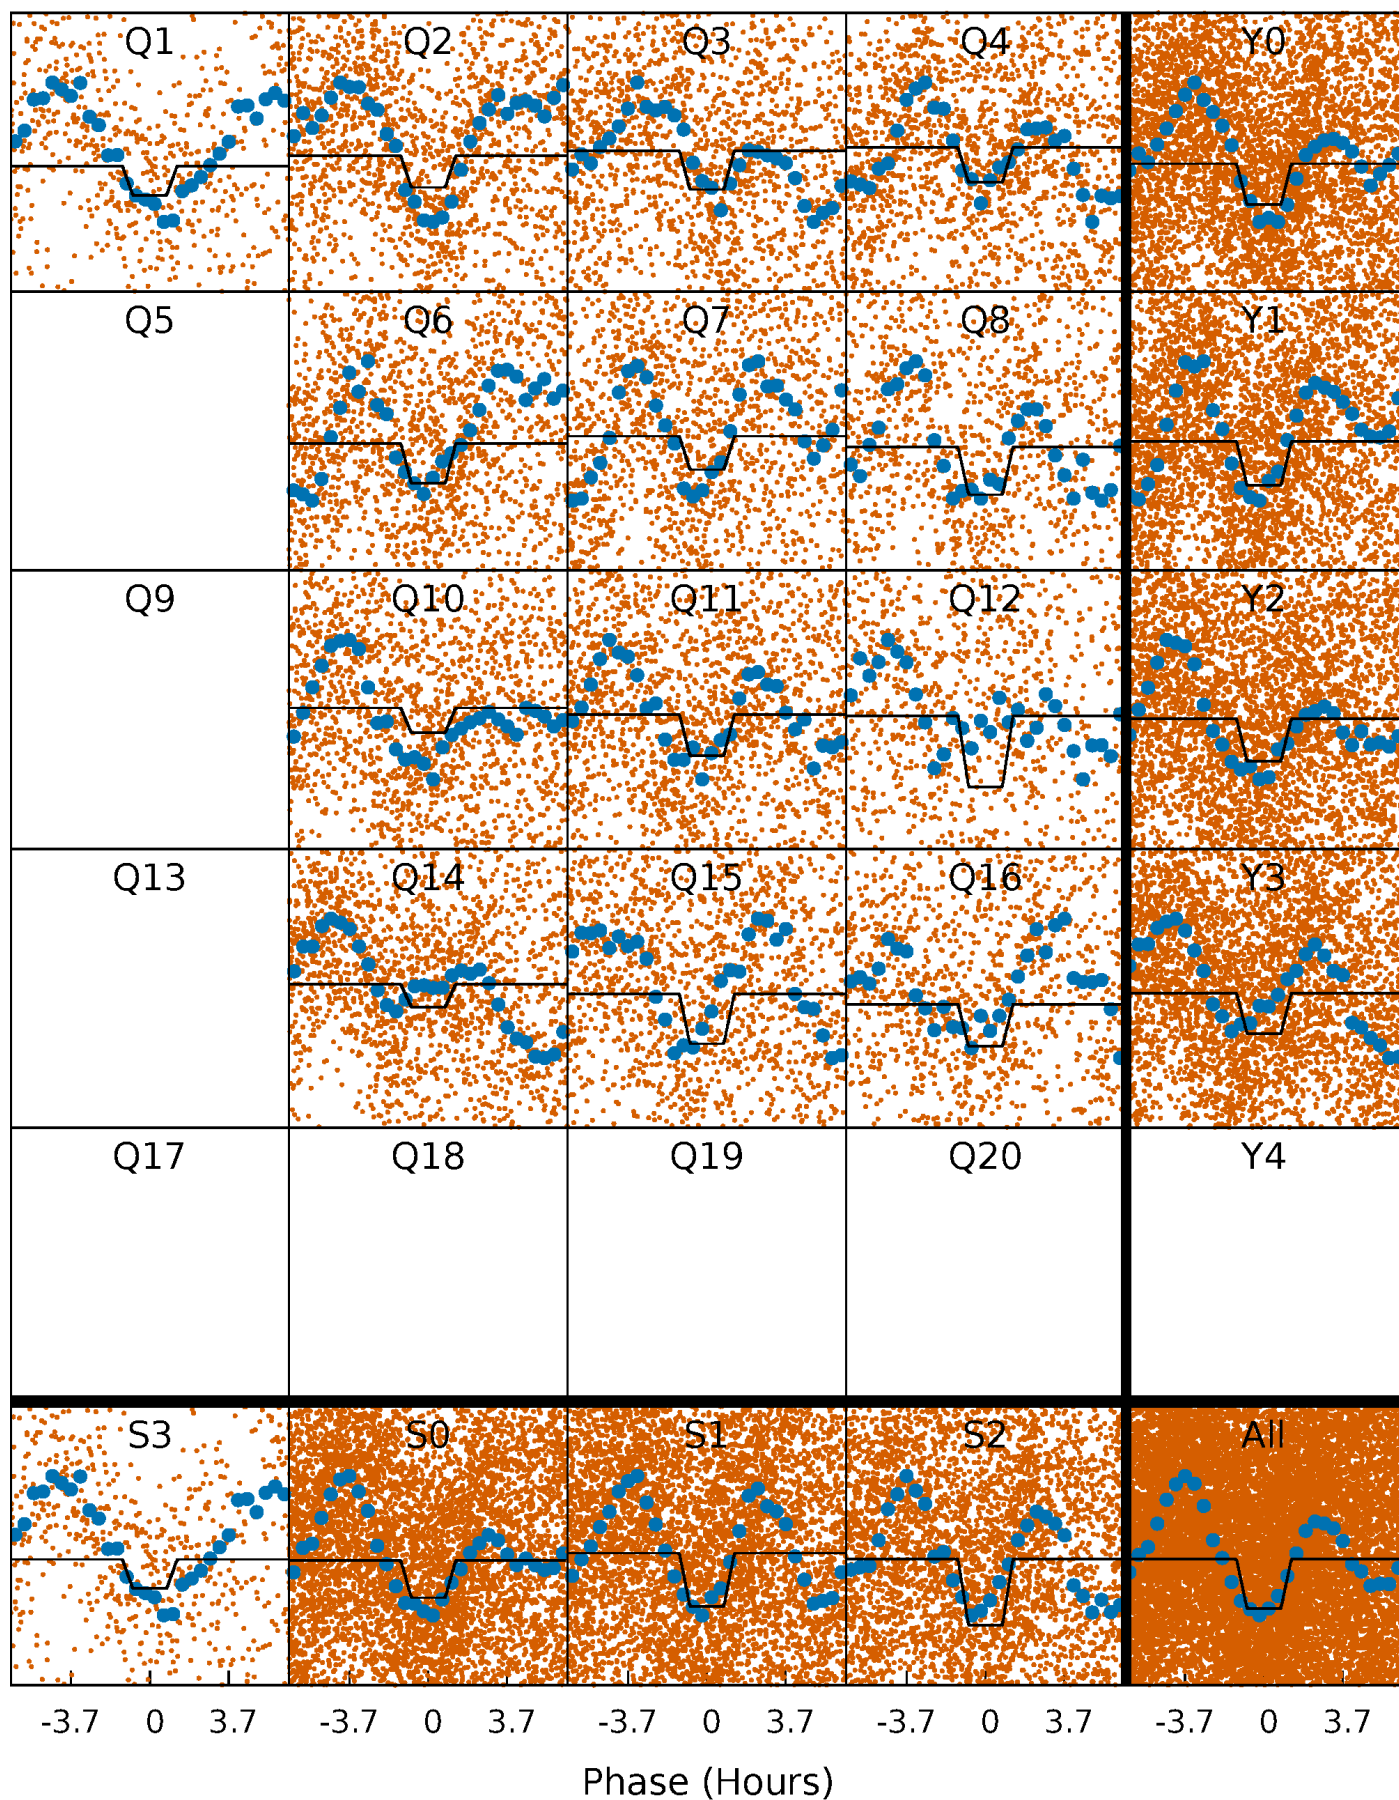 Q1 Q2 Q3 Q4 Y0
Q5 Q6 Q7 Q8 Y1
Q9 Q10 Q11 Q12 Y2
Q13 Q14 Q15 Q16 Y3
Q17 Q18 Q19 Q20 Y4
S3 S0 S1 S2 All
-3.7 0 3.7 -3.7 0 3.7 -3.7 0 3.7 -3.7 0 3.7 -3.7 0 3.7
Phase (Hours)